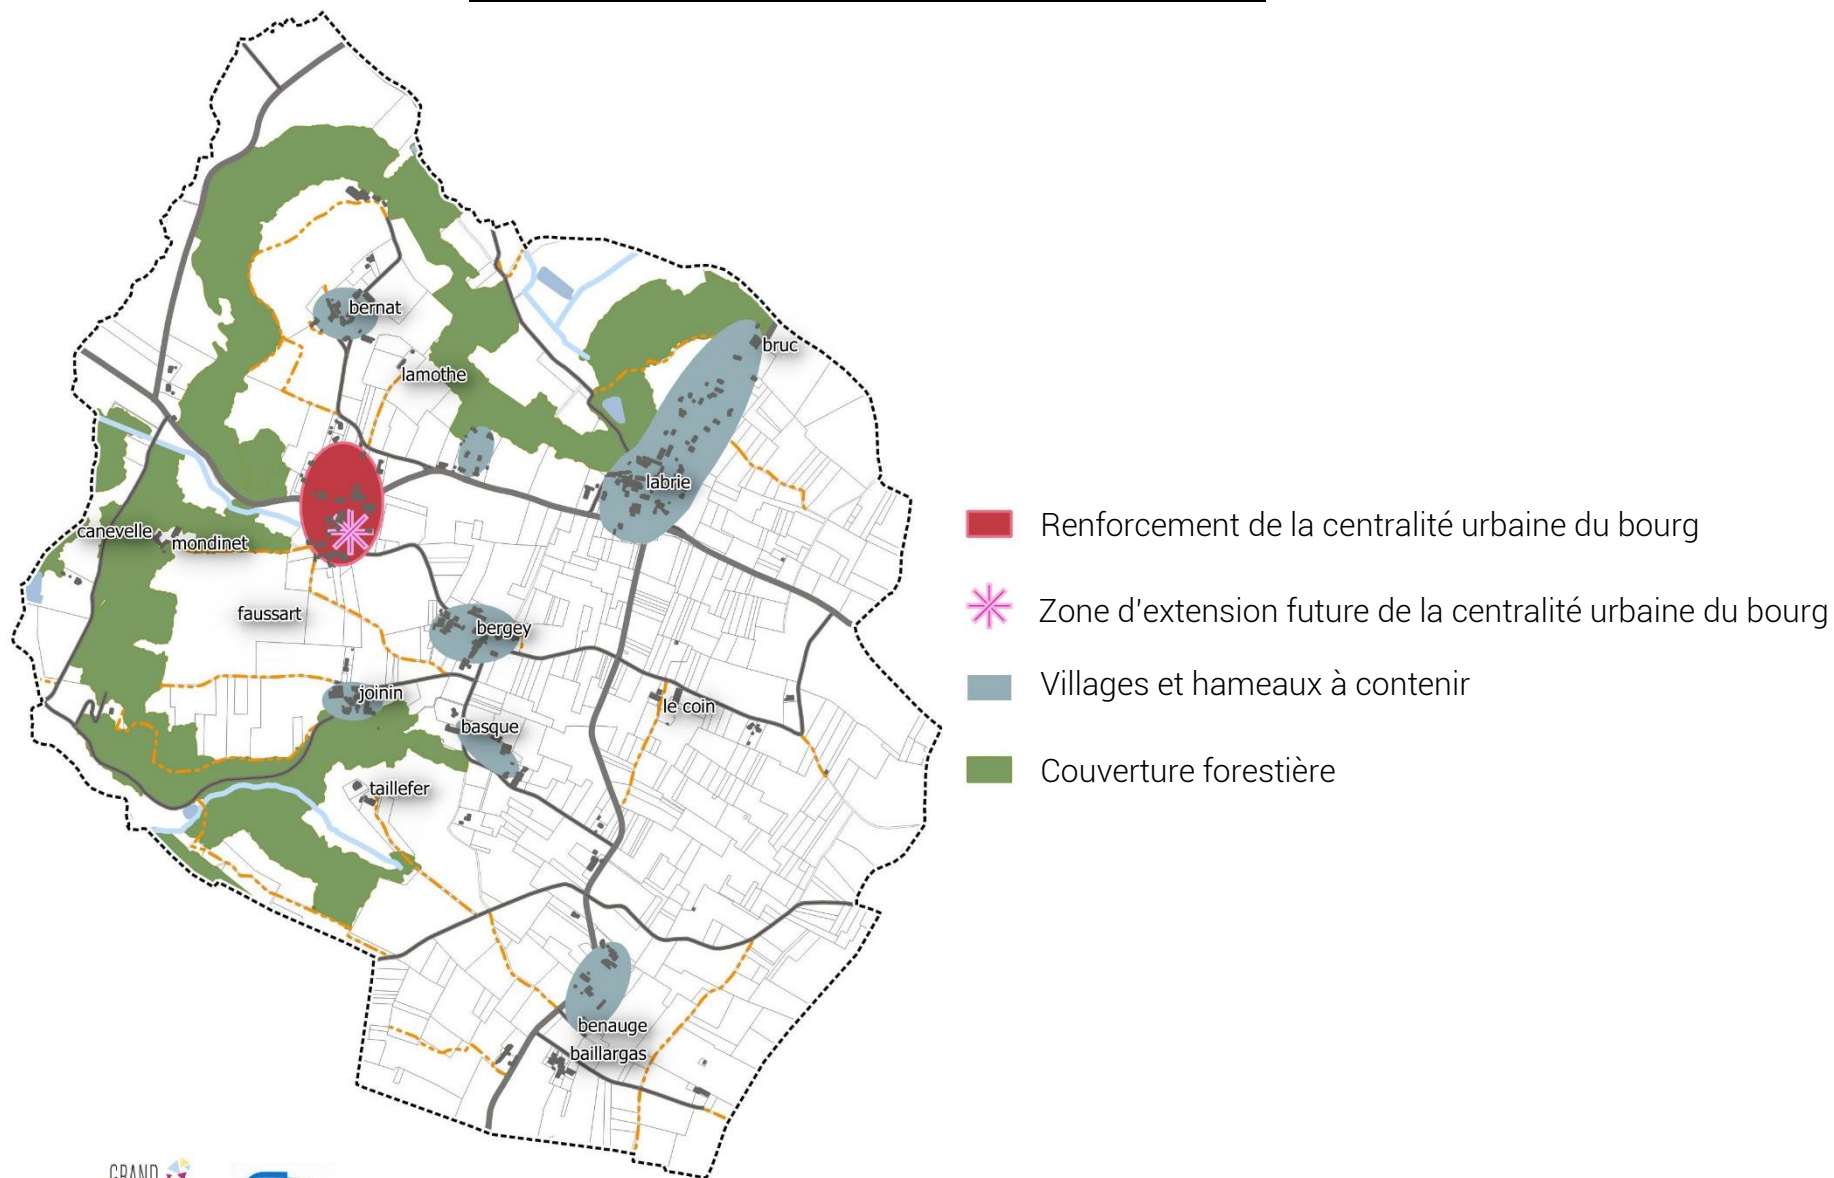 bernat
bruc
lamothe
labrie
canevelle
mondinet
faussart
bergey
joinin
le coin
basque
taillefer
benauge
baillargas
Renforcement de la centralité urbaine du bourg
Zone d'extension future de la centralité urbaine du bourg
Villages et hameaux à contenir
Couverture forestière
GRAND